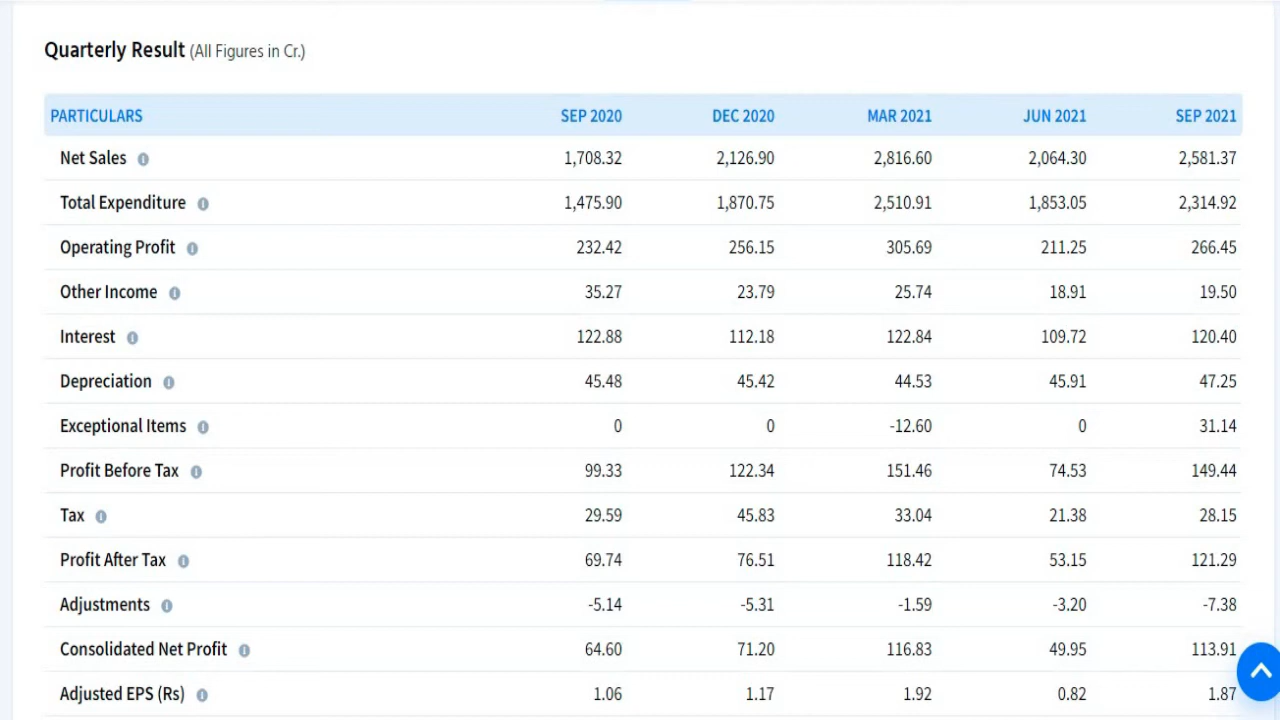 Quarterly Result (All Figures in Cr.)
PARTICULARS SEP 2020 DEC 2020 MAR 2021 JUN 2021 SEP 2021
Net Sales 1,708.32 2,126.90 2,816.60 2,064.30 2,581.37
Total Expenditure 1,475.90 1,870.75 2,510.91 1,853.05 2,314.92
Operating Profit 232.42 256.15 305.69 211.25 266.45
Other Income 35.27 23.79 25.74 18.91 19.50
Interest 122.88 112.18 122.84 109.72 120.40
Depreciation 45.48 45.42 44.53 45.91 47.25
Exceptional Items 0 0 -12.60 0 31.14
Profit Before Tax 99.33 122.34 151.46 74.53 149.44
Tax 29.59 45.83 33.04 21.38 28.15
Profit After Tax 69.74 76.51 118.42 53.15 121.29
Adjustments -5.14 -5.31 -1.59 -3.20 -7.38
Consolidated Net Profit 64.60 71.20 116.83 49.95 113.91
Adjusted EPS (Rs) 1.06 1.17 1.92 0.82 1.87